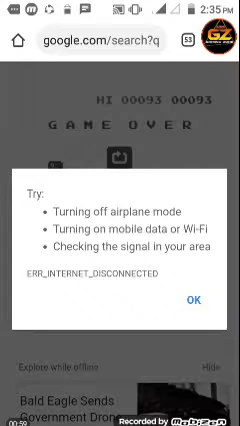 2:35 PM
google.com/search?q
53
GZ
HI 00093 00093
GAME OVER
Try:
• Turning off airplane mode
• Turning on mobile data or Wi-Fi
• Checking the signal in your area
ERR_INTERNET_DISCONNECTED
OK
Explore while offline Hide
Bald Eagle Sends
Government Drone
00:59
Recorded by MOBIZEN